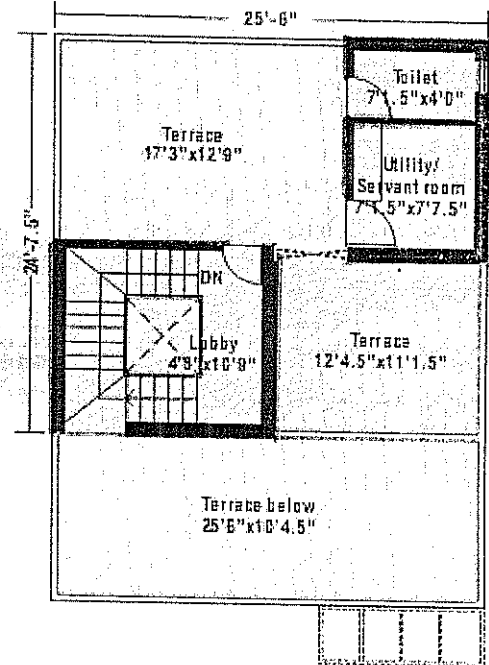 25'-6"
Toilet
7'1.5"x4'0"
Terrace
17'3"x12'9"
Utility/
Servant room
7'1.5"x7'7.5"
24'-7.5"
DN
Lobby
4'9"x10'9"
Terrace
12'4.5"x11'1.5"
Terrace below
25'6"x10'4.5"